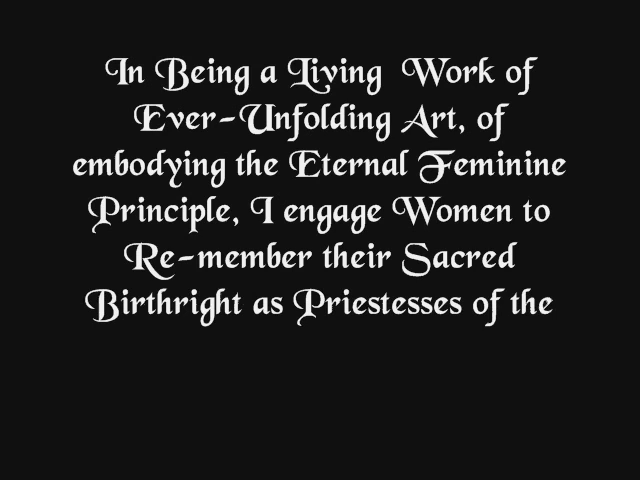 In Being a Living Work of
Ever-Unfolding Art, of
embodying the Eternal Feminine
Principle, I engage Women to
Re-member their Sacred
Birthright as Priestesses of the